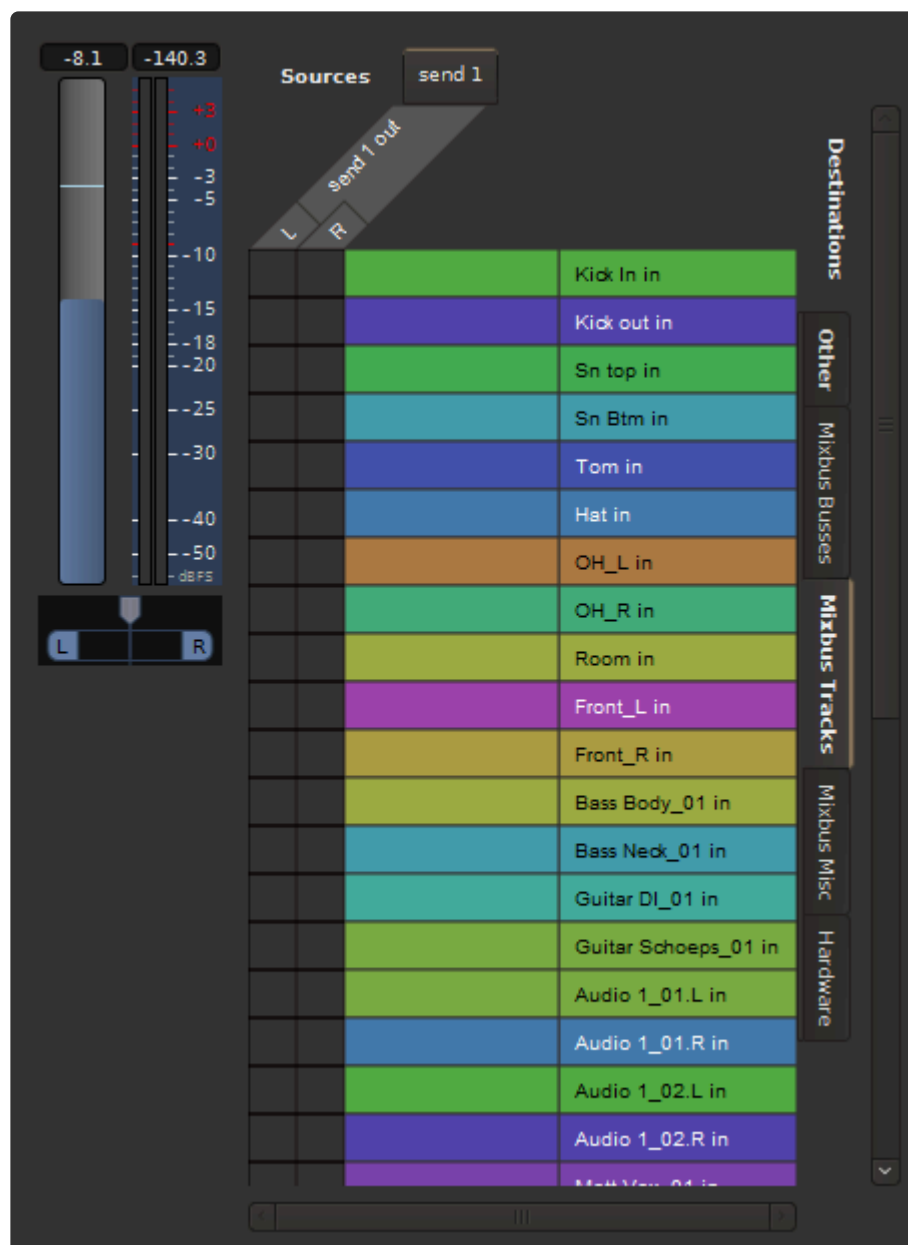 -8.1 -140.3
Sources send 1
+3
+0
-3
-5
-10
-15
-18
-20
-25
-30
-40
-50
dBFS
L R
send 1 out
L R
Kick In in
Kick out in
Sn top in
Sn Btm in
Tom in
Hat in
OH_L in
OH_R in
Room in
Front_L in
Front_R in
Bass Body_01 in
Bass Neck_01 in
Guitar DI_01 in
Guitar Schoeps_01 in
Audio 1_01.L in
Audio 1_01.R in
Audio 1_02.L in
Audio 1_02.R in
Matt Vox_01 in
Destinations
Other
Mixbus Busses
Mixbus Tracks
Mixbus Misc
Hardware